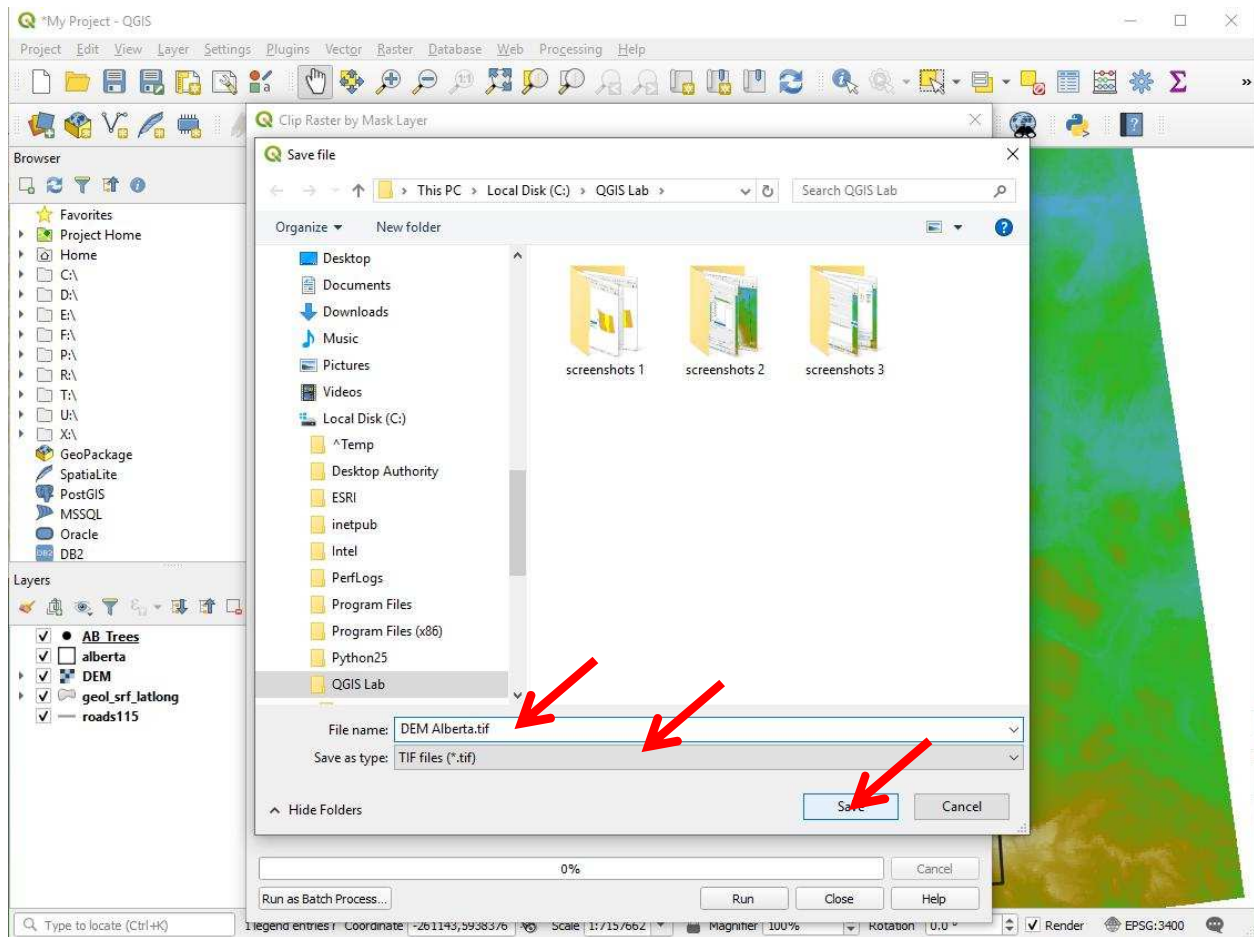 *My Project - QGIS
Project Edit View Layer Settings Plugins Vector Raster Database Web Processing Help
»
Clip Raster by Mask Layer
Browser
Save file
This PC > Local Disk (C:) > QGIS Lab >
Search QGIS Lab
Organize
New folder
Favorites
Project Home
Home
C:\
D:\
E:\
F:\
P:\
R:\
T:\
U:\
X:\
GeoPackage
SpatiaLite
PostGIS
MSSQL
Oracle
DB2
DB2
Desktop
Documents
Downloads
Music
Pictures
Videos
Local Disk (C:)
^Temp
Desktop Authority
ESRI
inetpub
Intel
PerfLogs
Program Files
Program Files (x86)
Python25
QGIS Lab
screenshots 1
screenshots 2
screenshots 3
Layers
AB_Trees
alberta
DEM
geol_srf_latlong
roads115
File name: DEM Alberta.tif
Save as type: TIF files (*.tif)
Hide Folders
Save
Cancel
0%
Cancel
Run as Batch Process...
Run
Close
Help
Type to locate (Ctrl+K)
1 legend entries r
Coordinate -261143,5938376
Scale 1:7157662
Magnifier 100%
Rotation 0.0 °
Render
EPSG:3400